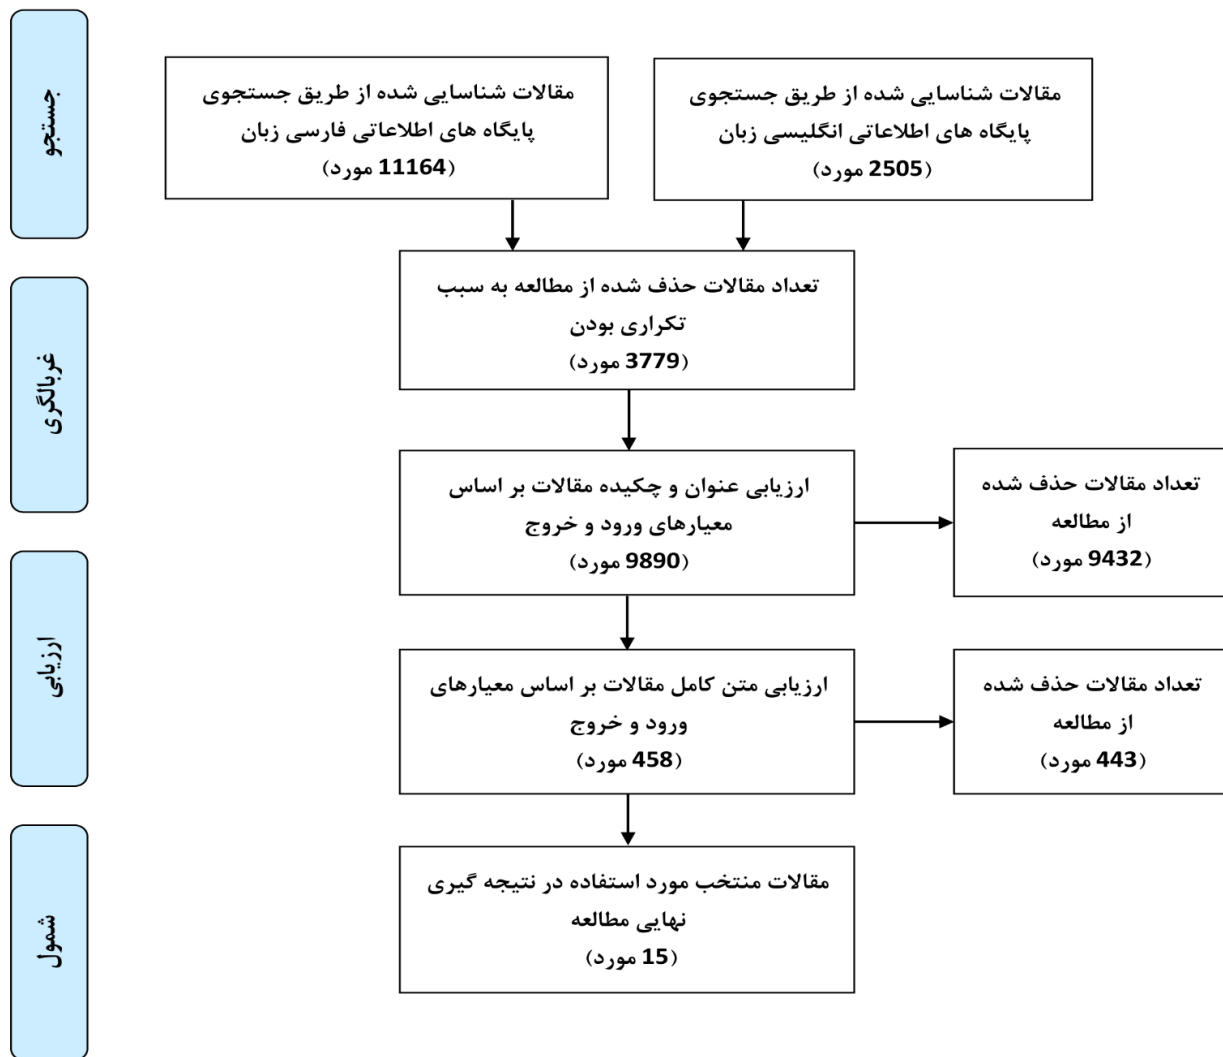 جستجو
مقالات شناسایی شده از طریق جستجوی
پایگاه های اطلاعاتی انگلیسی زبان
(2505 مورد)
مقالات شناسایی شده از طریق جستجوی
پایگاه های اطلاعاتی فارسی زبان
(11164 مورد)
تعداد مقالات حذف شده از مطالعه به سبب
تکراری بودن
(3779 مورد)
غربالگری
ارزیابی عنوان و چکیده مقالات بر اساس
معیارهای ورود و خروج
(9890 مورد)
تعداد مقالات حذف شده
از مطالعه
(9432 مورد)
ارزیابی
ارزیابی متن کامل مقالات بر اساس معیارهای
ورود و خروج
(458 مورد)
تعداد مقالات حذف شده
از مطالعه
(443 مورد)
شمول
مقالات منتخب مورد استفاده در نتیجه گیری
نهایی مطالعه
(15 مورد)